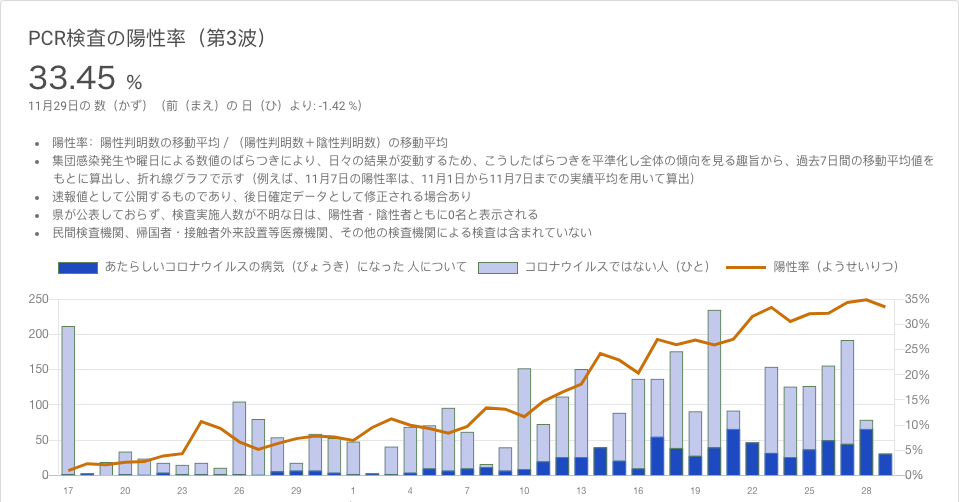 PCR検査の陽性率（第3波）
33.45 %
11月29日の 数（かず）（前（まえ）の 日（ひ）より: -1.42 %）
• 陽性率：陽性判明数の移動平均 / （陽性判明数＋陰性判明数）の移動平均
• 集団感染発生や曜日による数値のばらつきにより、日々の結果が変動するため、こうしたばらつきを平準化し全体の傾向を見る趣旨から、過去7日間の移動平均値を
もとに算出し、折れ線グラフで示す（例えば、11月7日の陽性率は、11月1日から11月7日までの実績平均を用いて算出）
• 速報値として公開するものであり、後日確定データとして修正される場合あり
• 県が公表しておらず、検査実施人数が不明な日は、陽性者・陰性者ともに0名と表示される
• 民間検査機関、帰国者・接触者外来設置等医療機関、その他の検査機関による検査は含まれていない
あたらしいコロナウイルスの病気（びょうき）になった 人について コロナウイルスではない人（ひと） 陽性率（ようせいりつ）
250 35%
30%
200
25%
150 20%
15%
100
10%
50
5%
0 0%
17 20 23 26 29 1 4 7 10 13 16 19 22 25 28